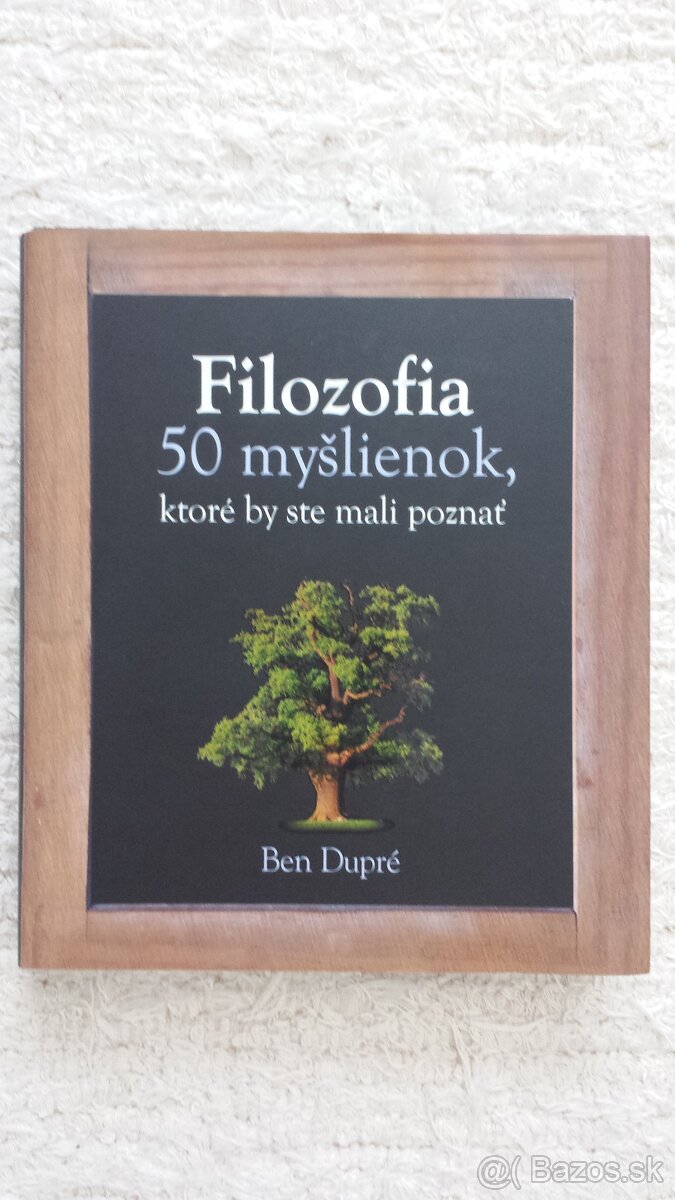 Filozofia
50 myšlienok,
ktoré by ste mali poznať
Ben Dupré
@( Bazos.sk